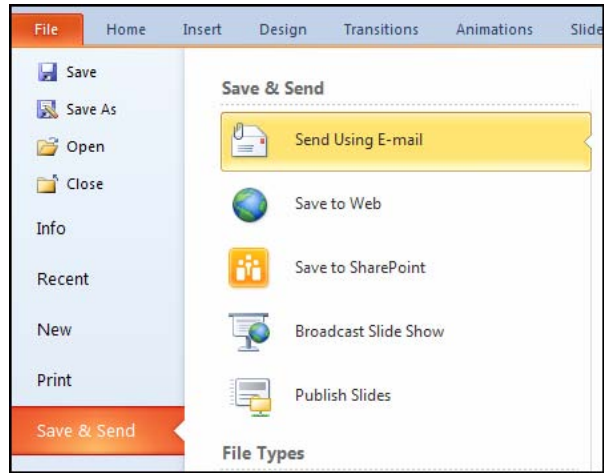 File Home Insert Design Transitions Animations Slide
Save
Save As
Open
Close
Info
Recent
New
Print
Save & Send
Save & Send
Send Using E-mail
Save to Web
Save to SharePoint
Broadcast Slide Show
Publish Slides
File Types